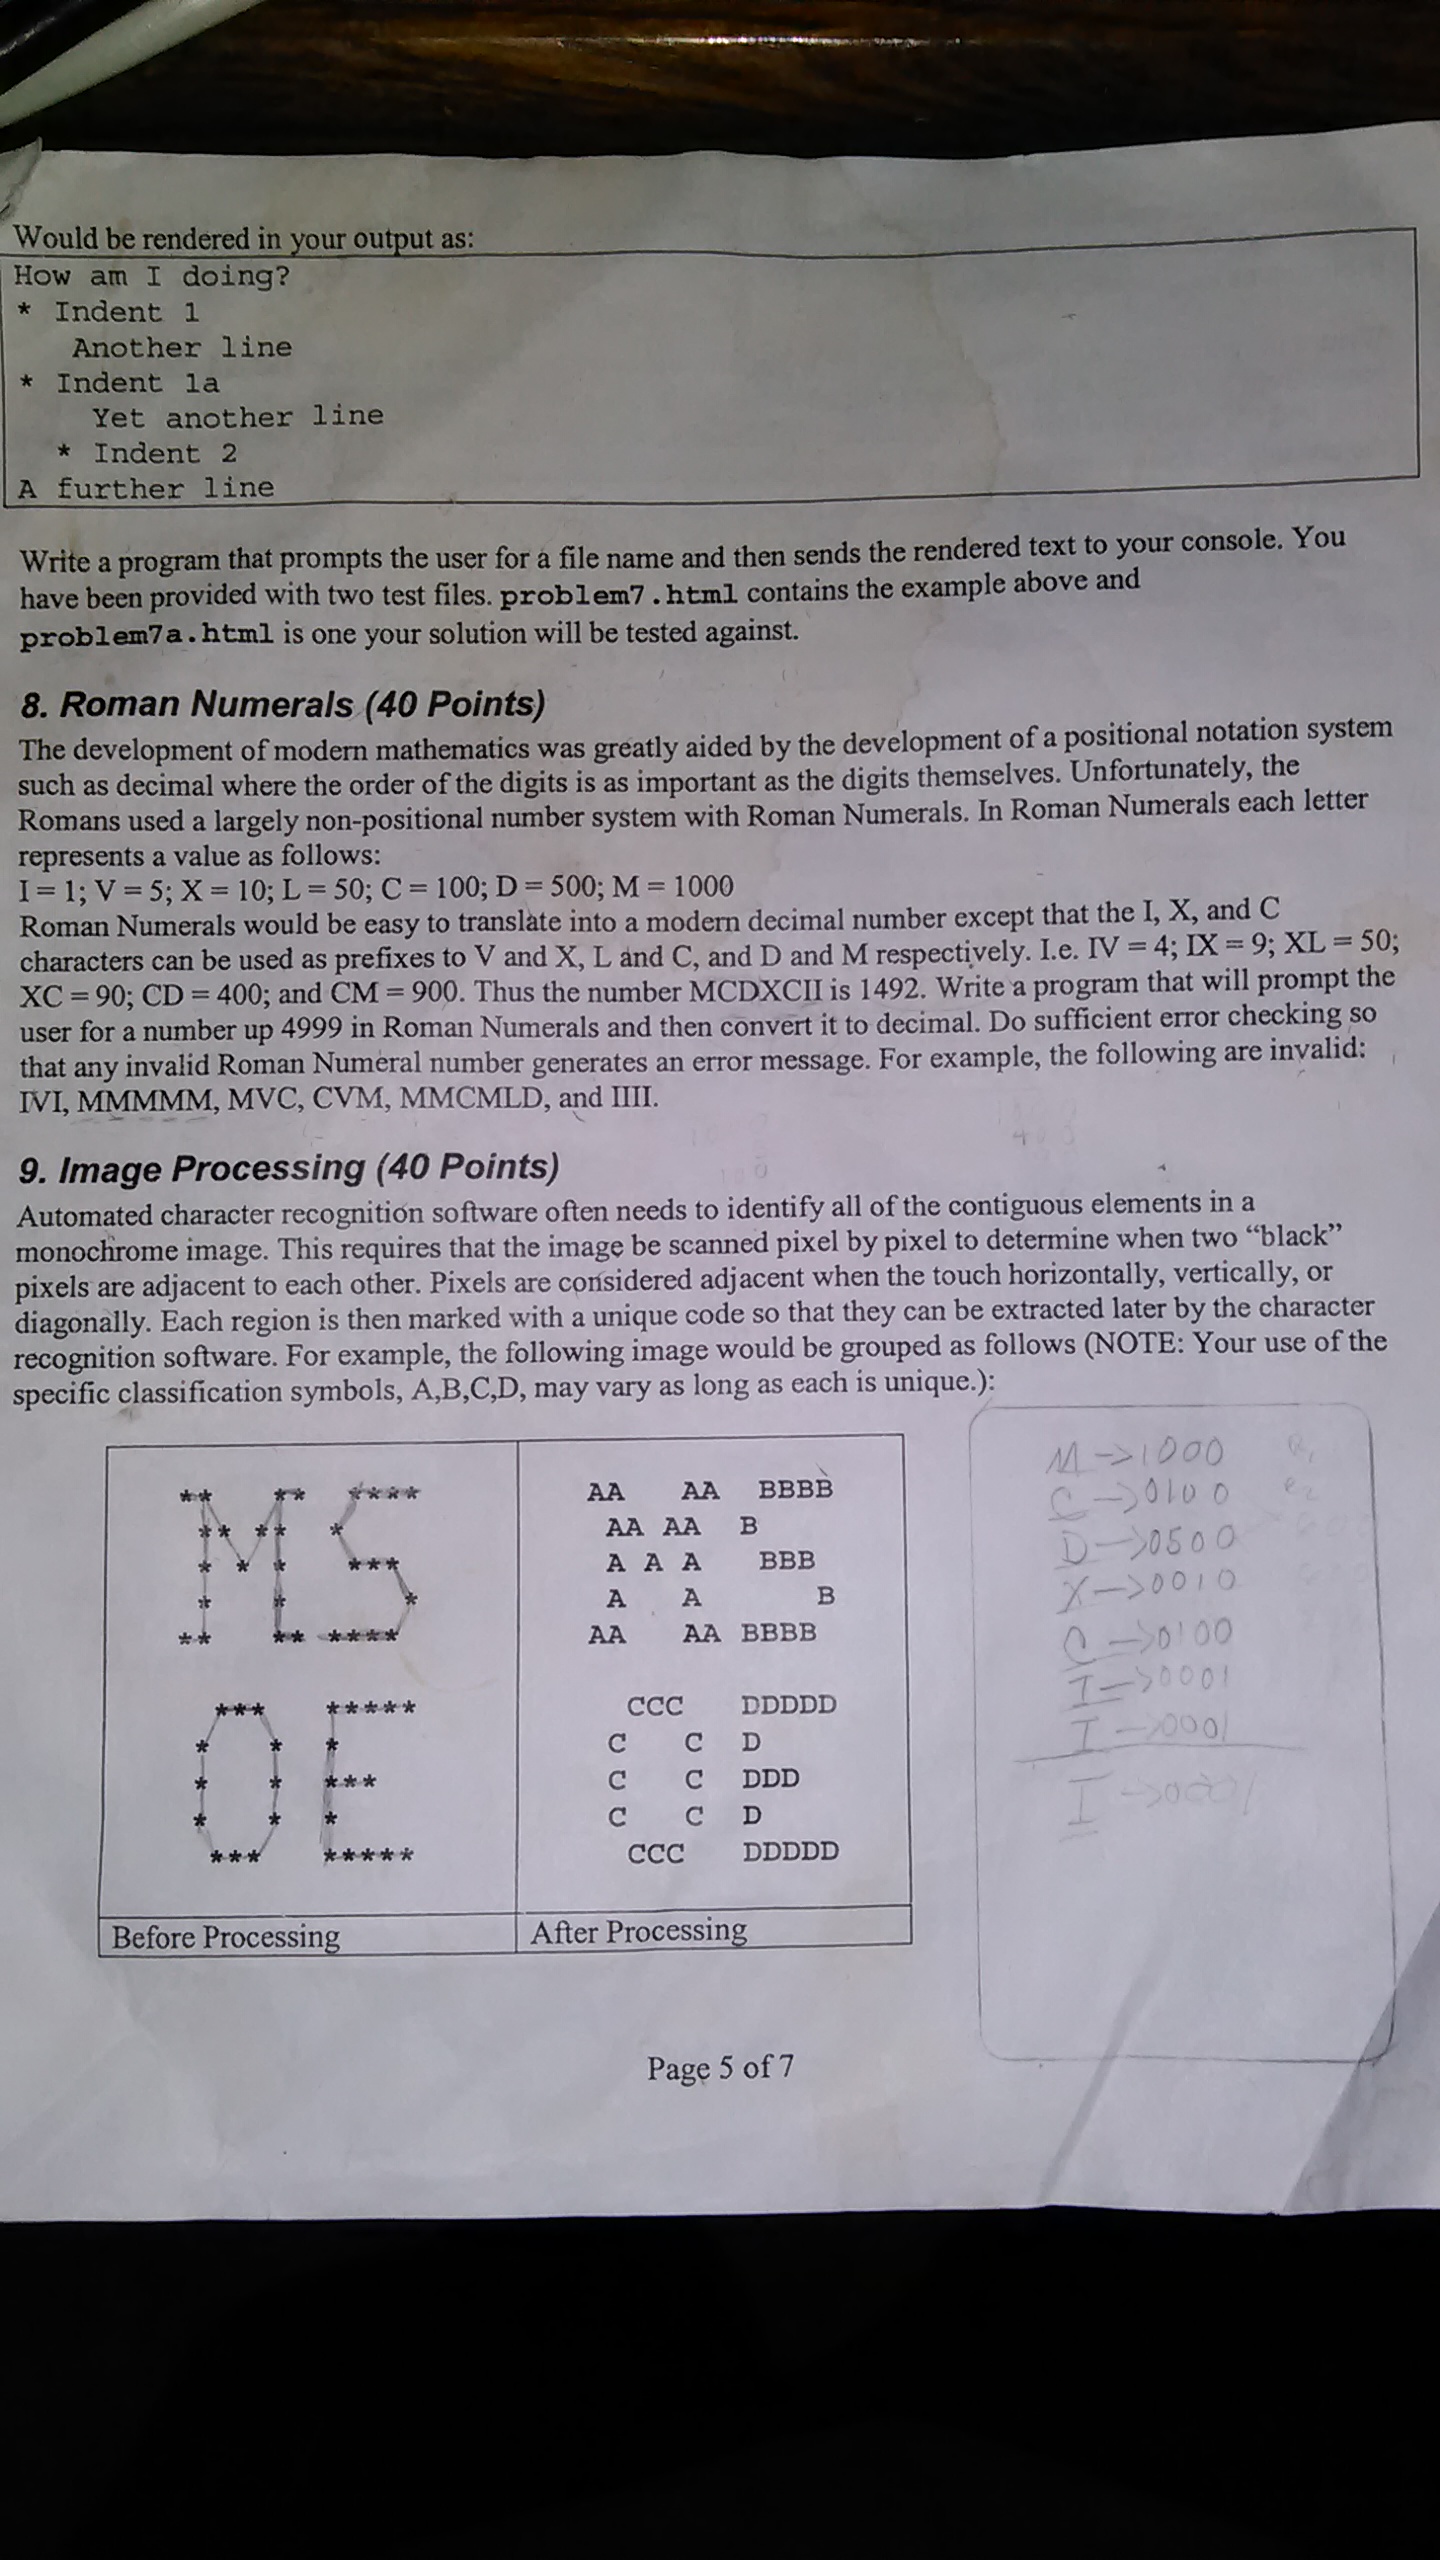 Would be rendered in your output as:
How am I doing?
* Indent 1
Another line
* Indent 1a
Yet another line
* Indent 2
A further line
Write a program that prompts the user for a file name and then sends the rendered text to your console. You
have been provided with two test files. problem7.html contains the example above and
problem7a.html is one your solution will be tested against.
8. Roman Numerals (40 Points)
The development of modern mathematics was greatly aided by the development of a positional notation system
such as decimal where the order of the digits is as important as the digits themselves. Unfortunately, the
Romans used a largely non-positional number system with Roman Numerals. In Roman Numerals each letter
represents a value as follows:
I = 1; V = 5; X = 10; L = 50; C = 100; D = 500; M = 1000
Roman Numerals would be easy to translate into a modern decimal number except that the I, X, and C
characters can be used as prefixes to V and X, L and C, and D and M respectively. I.e. IV = 4; IX = 9; XL = 50;
XC = 90; CD = 400; and CM = 900. Thus the number MCDXCII is 1492. Write a program that will prompt the
user for a number up 4999 in Roman Numerals and then convert it to decimal. Do sufficient error checking so
that any invalid Roman Numeral number generates an error message. For example, the following are invalid:
IVI, MMMMM, MVC, CVM, MMCMLD, and IIII.
9. Image Processing (40 Points)
Automated character recognition software often needs to identify all of the contiguous elements in a
monochrome image. This requires that the image be scanned pixel by pixel to determine when two “black”
pixels are adjacent to each other. Pixels are considered adjacent when the touch horizontally, vertically, or
diagonally. Each region is then marked with a unique code so that they can be extracted later by the character
recognition software. For example, the following image would be grouped as follows (NOTE: Your use of the
specific classification symbols, A,B,C,D, may vary as long as each is unique.):
** ** ****
** ** *
* * * ***
* * *
** ** ****
*** *****
* * *
* * ***
* * *
*** *****
Before Processing
AA AA BBBB
AA AA B
A A A BBB
A A B
AA AA BBBB
CCC DDDDD
C C D
C C DDD
C C D
CCC DDDDD
After Processing
M->1000
C->0100
D->0500
X->0010
C->0100
I->0001
I->0001
I->0001
Page 5 of 7